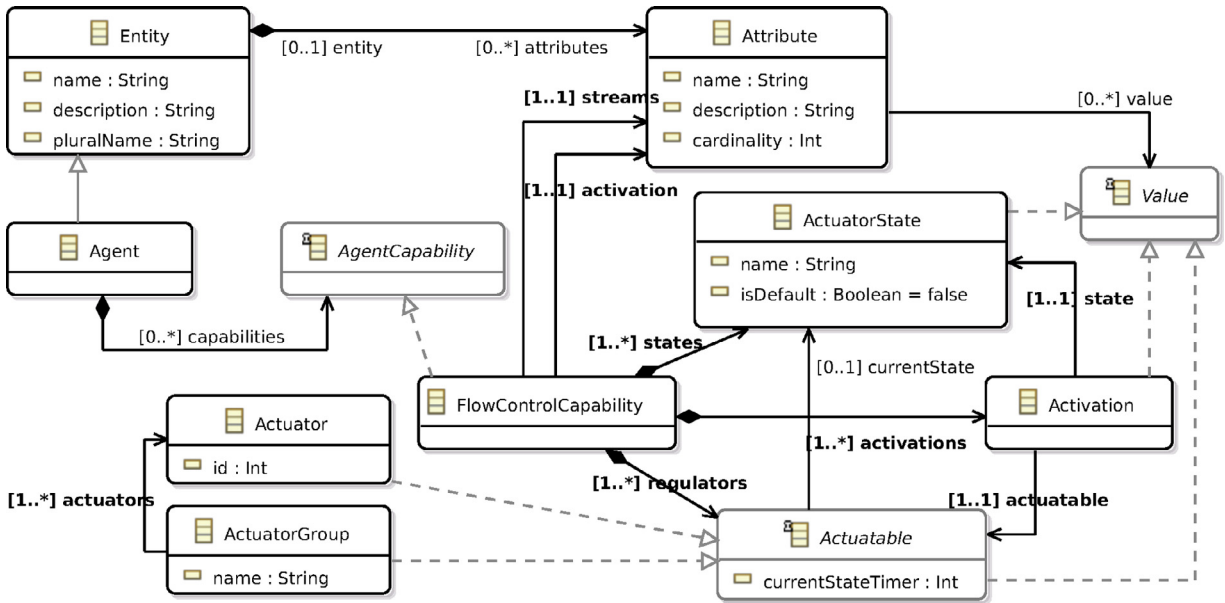 Entity
name : String
description : String
pluralName : String
[0..1] entity
[0..*] attributes
Attribute
name : String
description : String
cardinality : Int
[1..1] streams
[1..1] activation
[0..*] value
Value
Agent
AgentCapability
[0..*] capabilities
ActuatorState
name : String
isDefault : Boolean = false
[1..1] state
[1..*] states
[0..1] currentState
FlowControlCapability
Activation
[1..*] activations
Actuator
id : Int
[1..*] actuators
[1..*] regulators
[1..1] actuatable
ActuatorGroup
name : String
Actuatable
currentStateTimer : Int